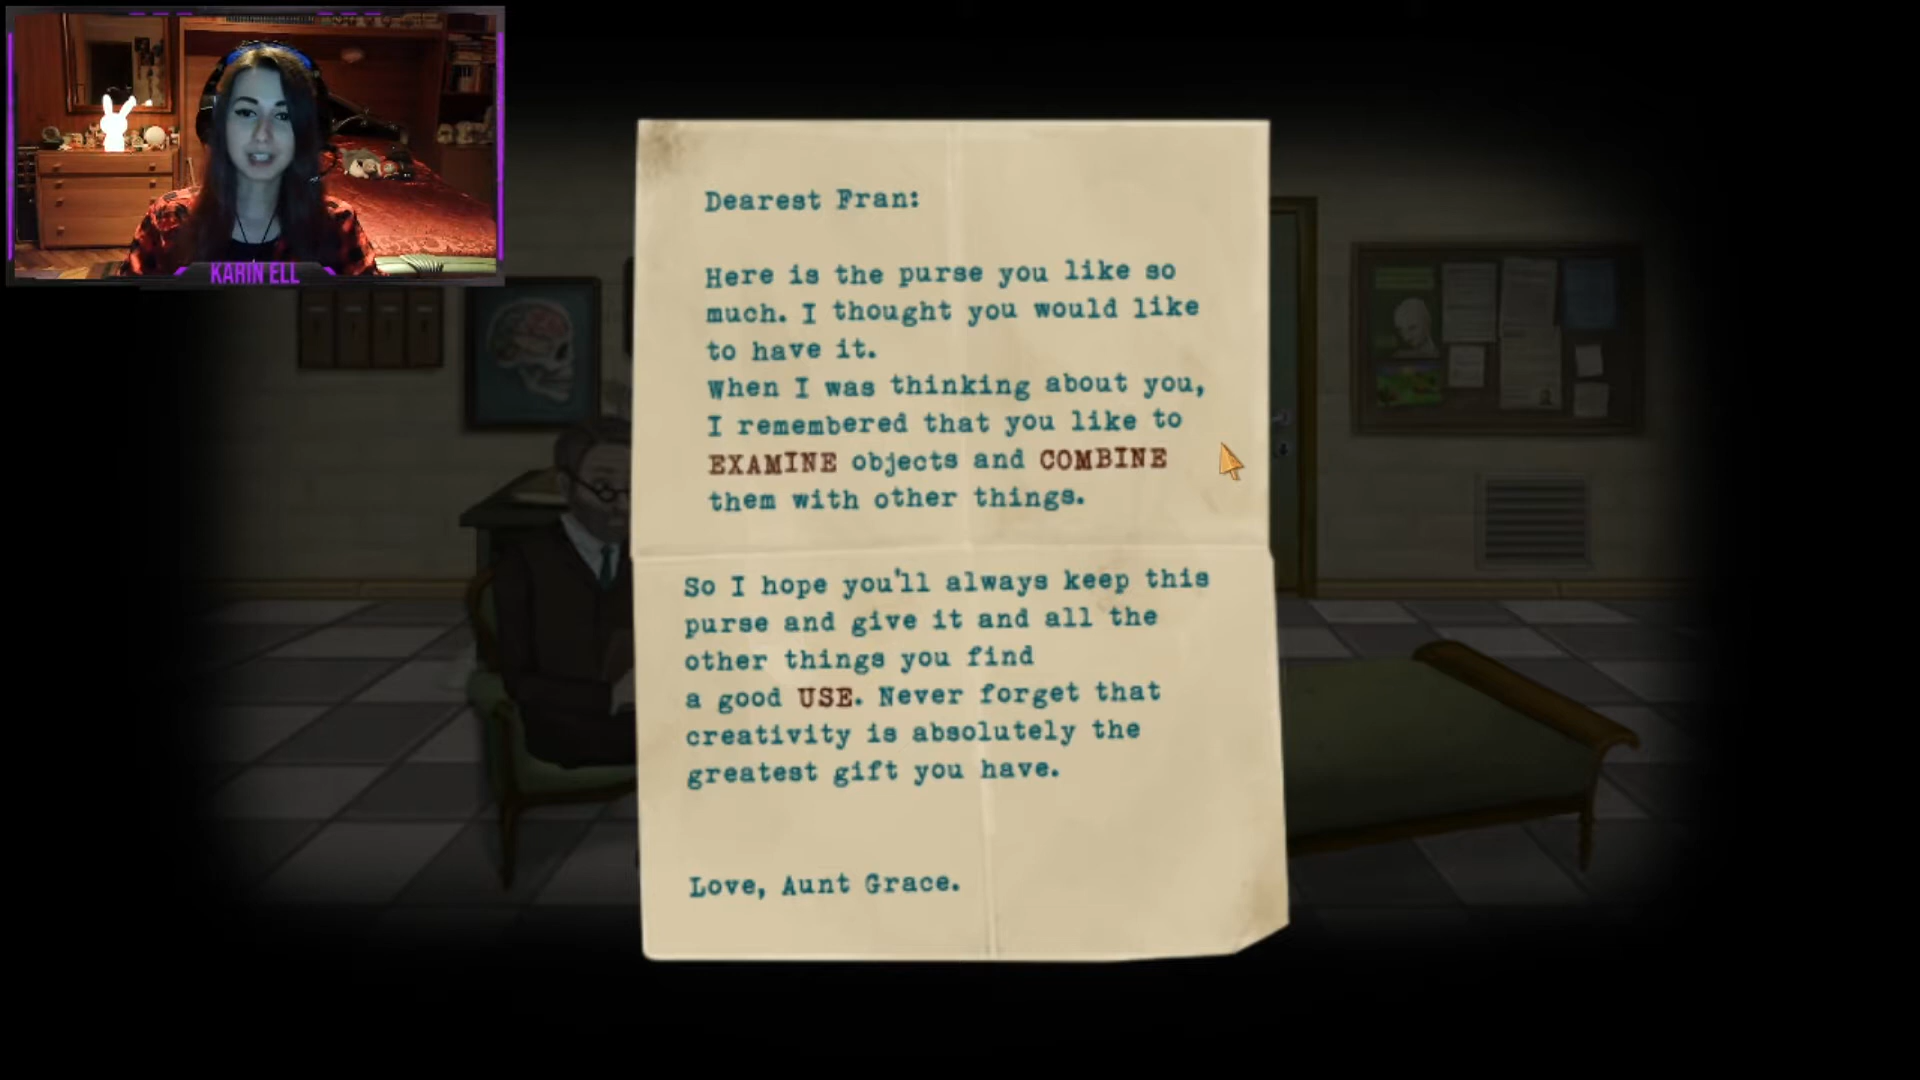 KARIN ELL
Dearest Fran:
Here is the purse you like so
much. I thought you would like
to have it.
When I was thinking about you,
I remembered that you like to
EXAMINE objects and COMBINE
them with other things.
So I hope you'll always keep this
purse and give it and all the
other things you find
a good USE. Never forget that
creativity is absolutely the
greatest gift you have.
Love, Aunt Grace.